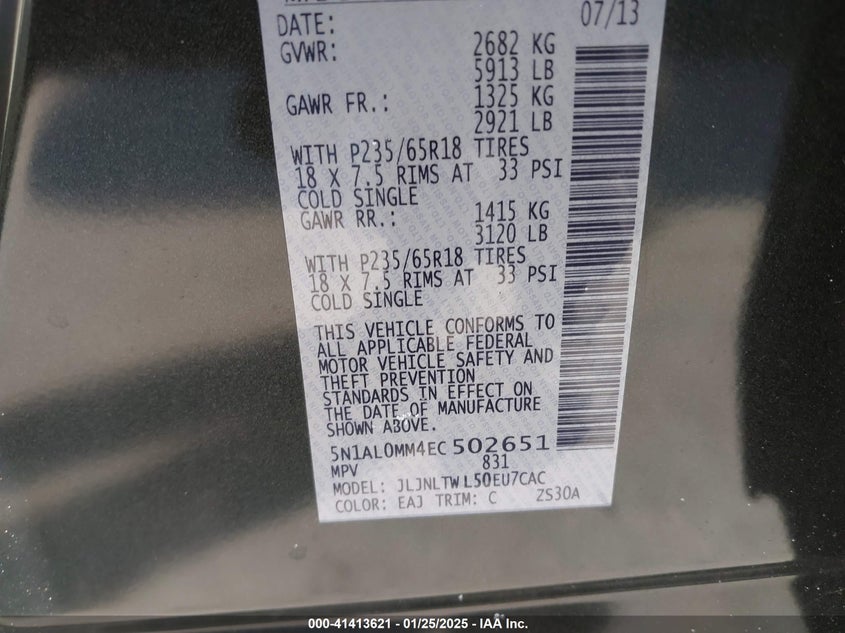 DATE: 07/13
GVWR: 2682 KG
5913 LB
GAWR FR.: 1325 KG
2921 LB
WITH P235/65R18 TIRES
18 X 7.5 RIMS AT 33 PSI
COLD SINGLE
GAWR RR.: 1415 KG
3120 LB
WITH P235/65R18 TIRES
18 X 7.5 RIMS AT 33 PSI
COLD SINGLE
THIS VEHICLE CONFORMS TO
ALL APPLICABLE FEDERAL
MOTOR VEHICLE SAFETY AND
THEFT PREVENTION
STANDARDS IN EFFECT ON
THE DATE OF MANUFACTURE
SHOWN ABOVE.
5N1AL0MM4EC502651
MPV 831
MODEL: JLJNLTWL50EU7CAC
COLOR: EAJ TRIM: C ZS30A
000-41413621 - 01/25/2025 - IAA Inc.